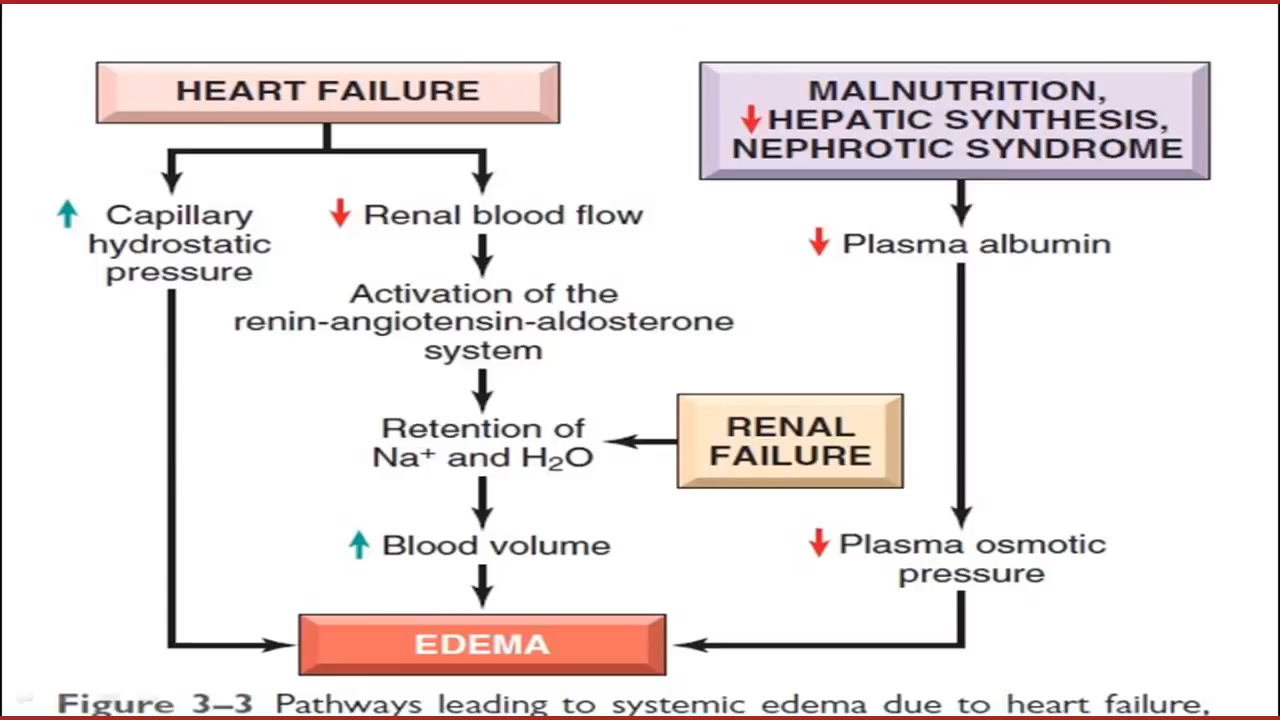 HEART FAILURE
MALNUTRITION,
↓ HEPATIC SYNTHESIS,
NEPHROTIC SYNDROME
↑ Capillary
hydrostatic
pressure
↓ Renal blood flow
↓ Plasma albumin
Activation of the
renin-angiotensin-aldosterone
system
Retention of
Na⁺ and H₂O
RENAL
FAILURE
↑ Blood volume
↓ Plasma osmotic
pressure
EDEMA
Figure 3–3 Pathways leading to systemic edema due to heart failure,